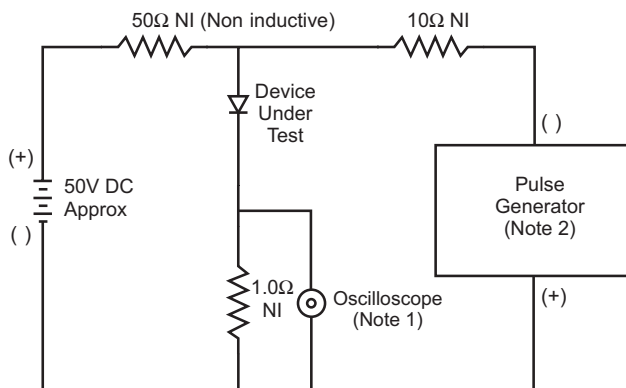 50Ω NI (Non inductive)
10Ω NI
Device
Under
Test
( )
(+)
50V DC
Approx
( )
Pulse
Generator
(Note 2)
1.0Ω
NI
Oscilloscope
(Note 1)
(+)